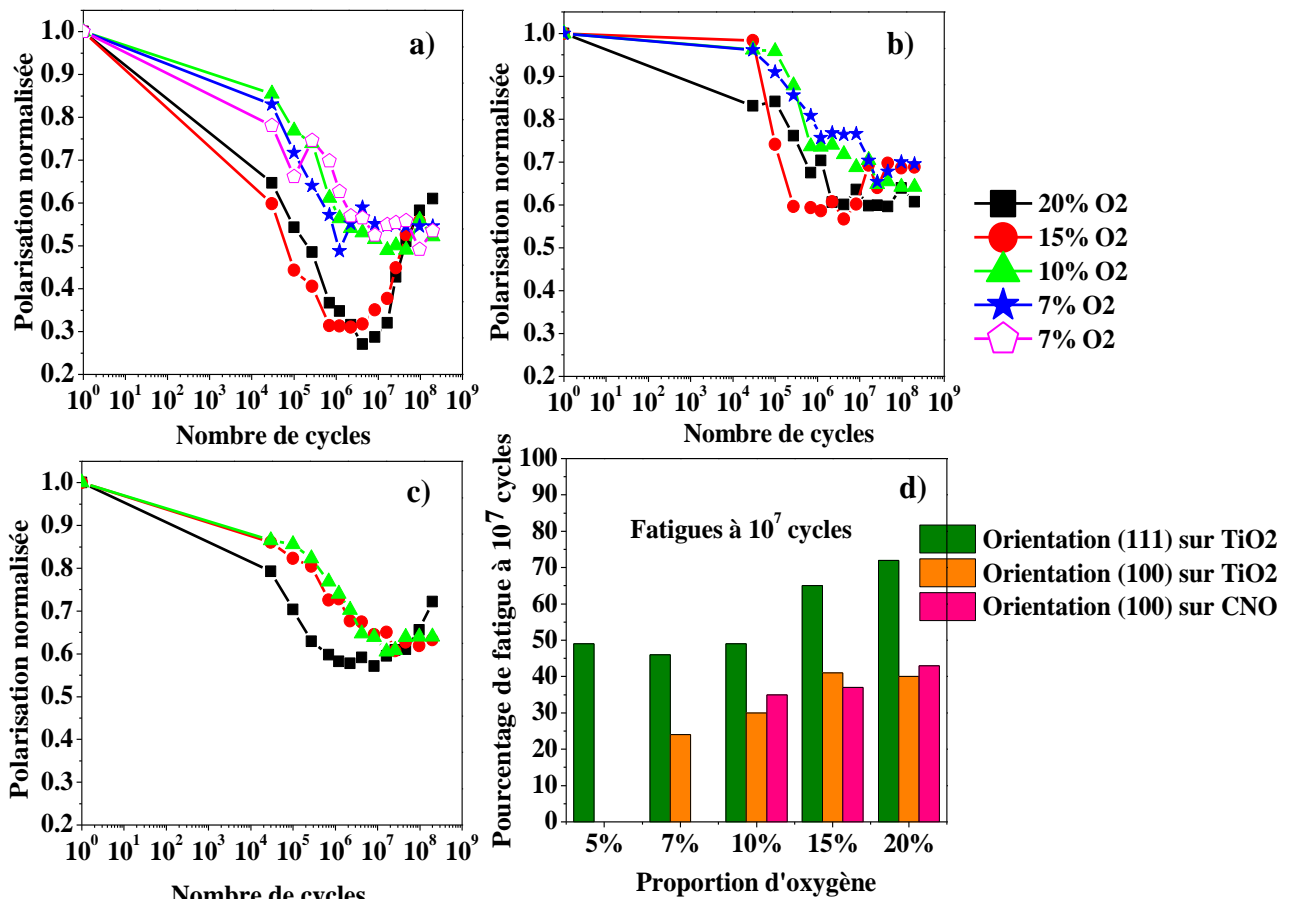 a)
Polarisation normalisée
1.0
0.9
0.8
0.7
0.6
0.5
0.4
0.3
0.2
10^0 10^1 10^2 10^3 10^4 10^5 10^6 10^7 10^8 10^9
Nombre de cycles
b)
Polarisation normalisée
1.0
0.9
0.8
0.7
0.6
0.5
0.4
0.3
0.2
10^0 10^1 10^2 10^3 10^4 10^5 10^6 10^7 10^8 10^9
Nombre de cycles
20% O2
15% O2
10% O2
7% O2
7% O2
c)
Polarisation normalisée
1.0
0.9
0.8
0.7
0.6
0.5
0.4
0.3
0.2
10^0 10^1 10^2 10^3 10^4 10^5 10^6 10^7 10^8 10^9
Nombre de cycles
d)
Fatigues à 10^7 cycles
Pourcentage de fatigue à 10^7 cycles
100
90
80
70
60
50
40
30
20
10
0
5% 7% 10% 15% 20%
Proportion d'oxygène
Orientation (111) sur TiO2
Orientation (100) sur TiO2
Orientation (100) sur CNO